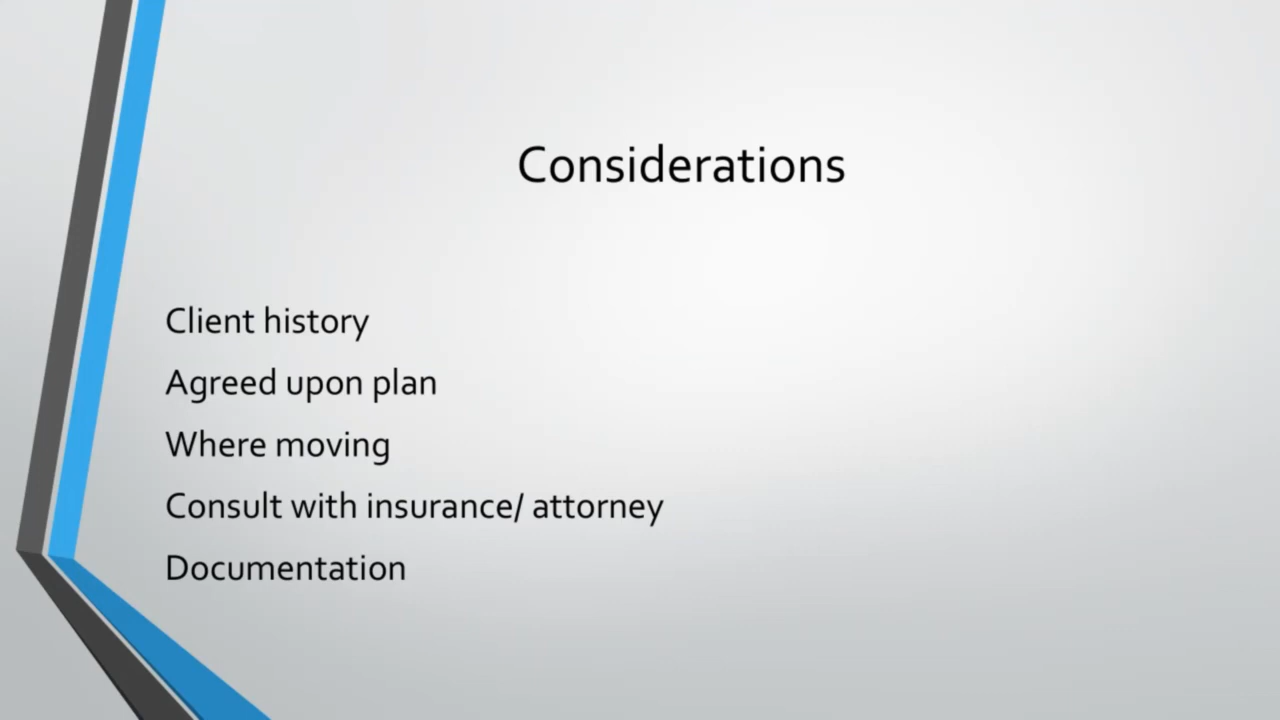 Considerations
Client history
Agreed upon plan
Where moving
Consult with insurance/ attorney
Documentation